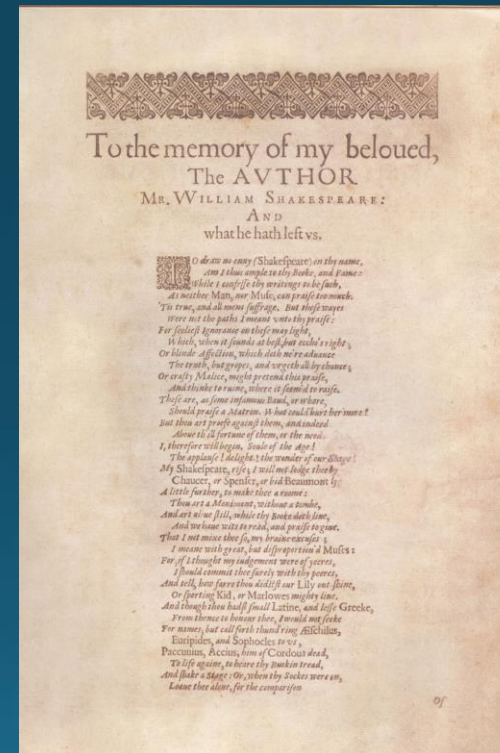 To the memory of my beloued,
The AVTHOR
MR. WILLIAM SHAKESPEARE:
AND
what he hath left vs.
TO draw no enuy (Shakespeare) on thy name,
Am I thus ample to thy Booke, and Fame:
While I confesse thy writings to be such,
As neither Man, nor Muse, can praise too much.
'Tis true, and all mens suffrage. But these wayes
Were not the paths I meant vnto thy praise:
For seeliest Ignorance on these may light,
Which, when it sounds at best, but eccho's right;
Or blinde Affection, which doth ne're aduance
The truth, but gropes, and vrgeth all by chance;
Or crafty Malice, might pretend this praise,
And thinke to ruine, where it seem'd to raise.
These are, as some infamous Baud, or whore,
Should praise a Matron. What could hurt her more?
But thou art proofe against them, and indeed
Aboue th'ill fortune of them, or the need.
I, therefore will begin. Soule of the Age!
The applause! delight! the wonder of our Stage!
My Shakespeare, rise; I will not lodge thee by
Chaucer, or Spenser, or bid Beaumont lye
A little further, to make thee a roome:
Thou art a Moniment, without a tombe,
And art aliue still, while thy Booke doth liue,
And we haue wits to read, and praise to giue.
That I not mixe thee so, my braine excuses;
I meane with great, but disproportion'd Muses:
For, if I thought my iudgement were of yeeres,
I should commit thee surely with thy peeres,
And tell, how farre thou didst our Lily out-shine,
Or sporting Kid, or Marlowes mighty line.
And though thou hadst small Latine, and lesse Greeke,
From thence to honour thee, I would not seeke
For names; but call forth thund'ring Æschilus,
Euripides, and Sophocles to vs,
Paccuuius, Accius, him of Cordoua dead,
To life againe, to heare thy Buskin tread,
And shake a Stage: Or, when thy Sockes were on,
Leaue thee alone, for the comparison
Of